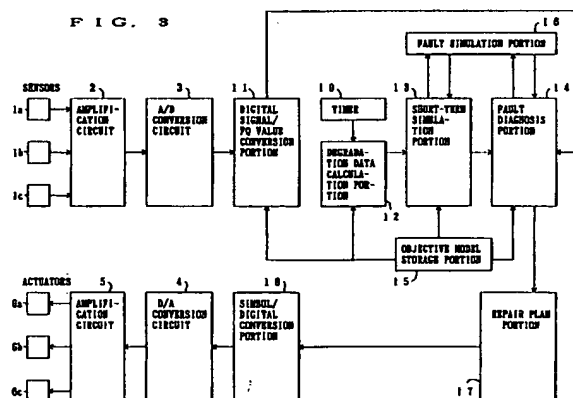 FIG. 3
16
FAULT SIMULATION PORTION
SENSORS
2
3
11
10
13
14
1a
1b
1c
AMPLIFI-
CATION
CIRCUIT
A/D
CONVERSION
CIRCUIT
DIGITAL
SIGNAL/
FQ VALUE
CONVERSION
PORTION
TIMER
DEGRADA-
TION DATA
CALCULA-
TION POR-
TION
12
SHORT-TERM
SIMULA-
TION
PORTION
FAULT
DIAGNOSIS
PORTION
OBJECTIVE MODEL
STORAGE PORTION
15
ACTUATORS
5
4
18
6a
6b
6c
AMPLIFI-
CATION
CIRCUIT
D/A
CONVERSION
CIRCUIT
SIMBOL/
DIGITAL
CONVERSION
PORTION
REPAIR PLAN
PORTION
17